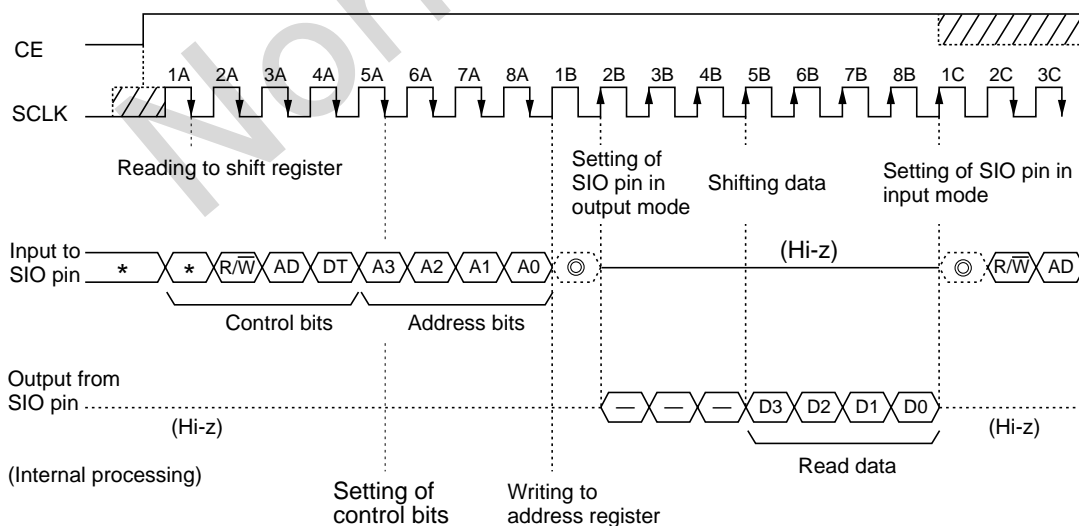 CE
1A 2A 3A 4A 5A 6A 7A 8A 1B 2B 3B 4B 5B 6B 7B 8B 1C 2C 3C
SCLK
Reading to shift register
Setting of
SIO pin in
output mode
Shifting data
Setting of SIO pin in
input mode
Input to
SIO pin
* * R/W̅ AD DT A3 A2 A1 A0 ◎ (Hi-z) ◎ R/W̅ AD
Control bits Address bits
Output from
SIO pin
— — — D3 D2 D1 D0
(Hi-z) (Hi-z)
Read data
(Internal processing)
Setting of
control bits
Writing to
address register